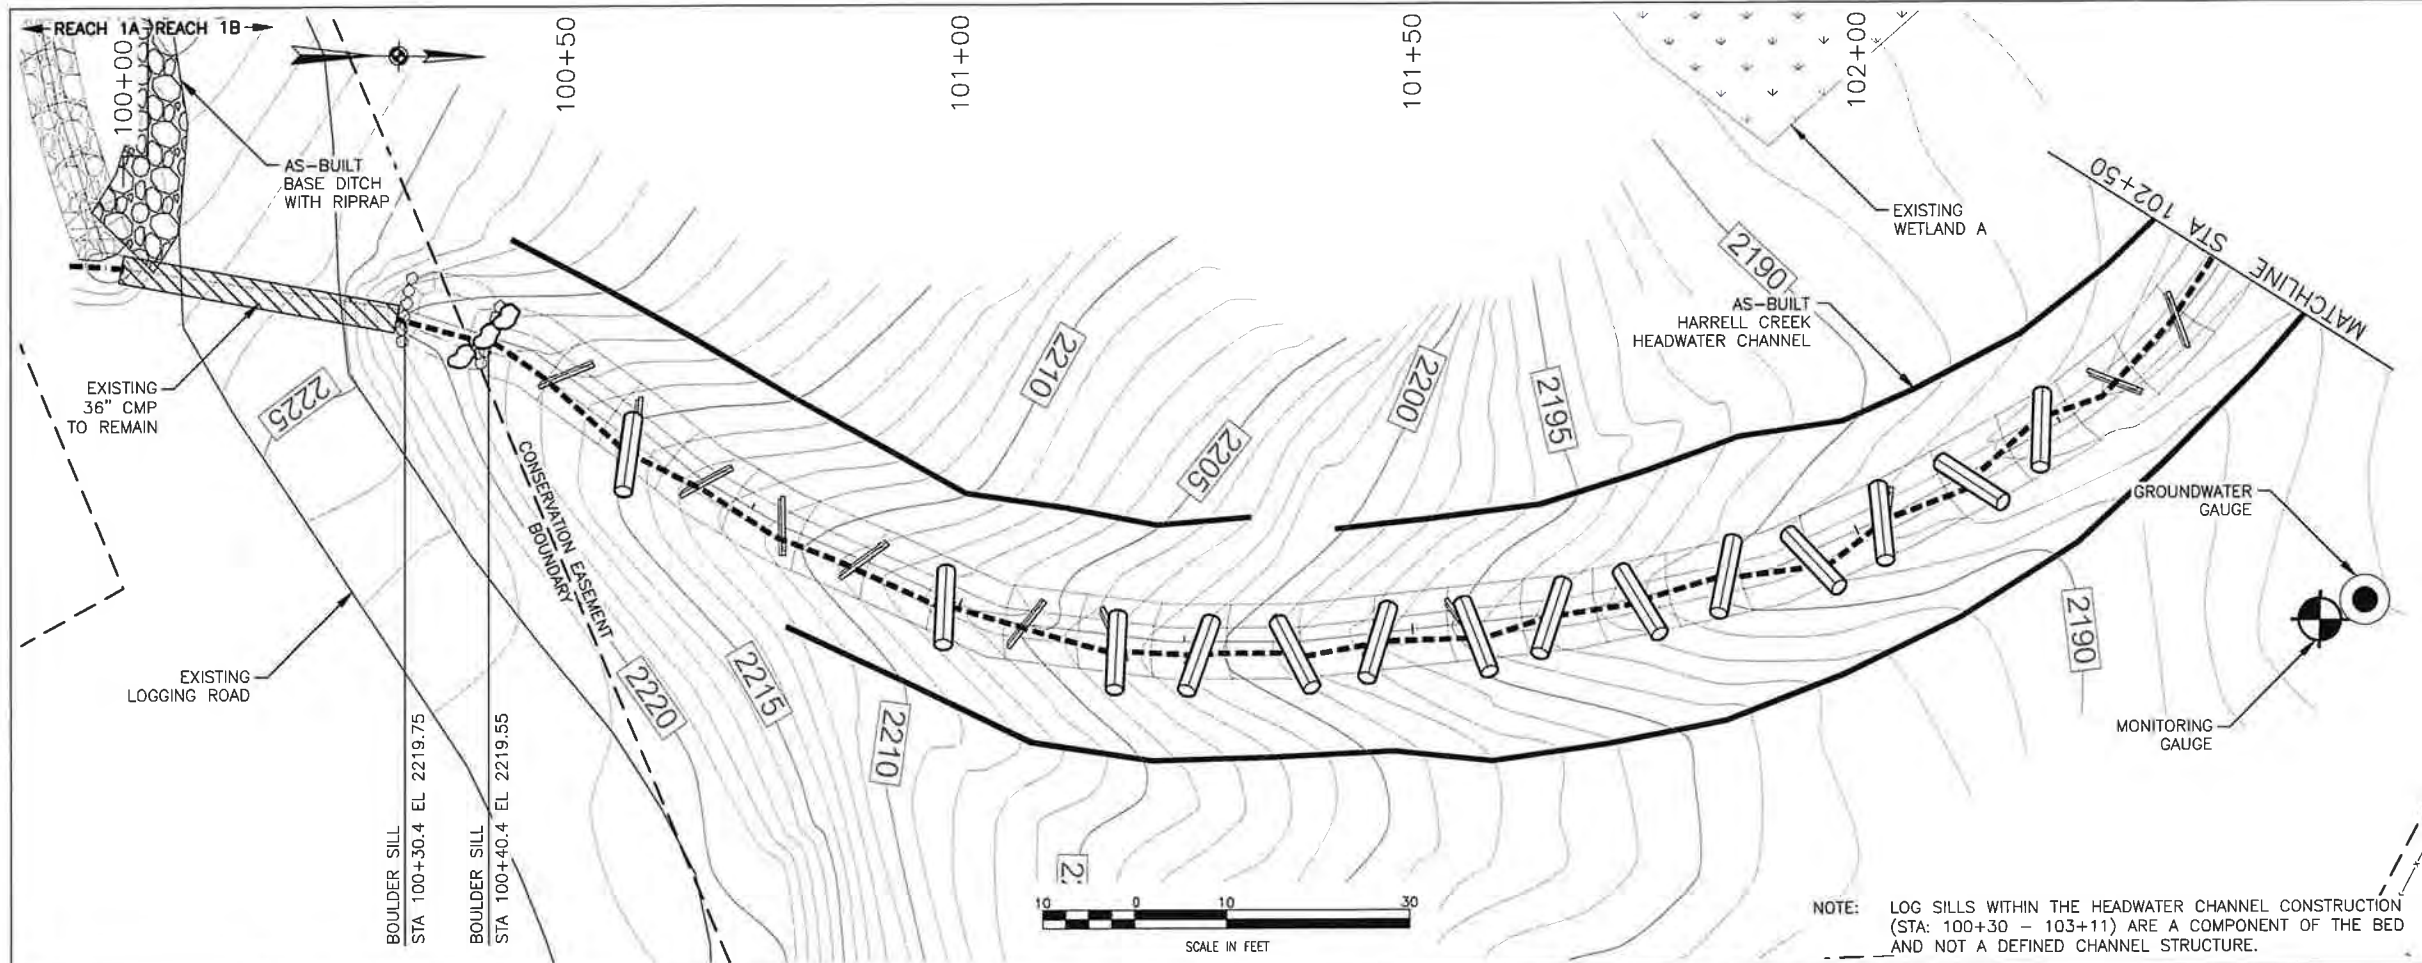 REACH 1A
REACH 1B
100+00
100+50
101+00
101+50
102+00
AS-BUILT
BASE DITCH
WITH RIPRAP
EXISTING
WETLAND A
STA 102+50
MATCHLINE
2190
AS-BUILT
HARRELL CREEK
HEADWATER CHANNEL
2210
2200
2195
2205
2225
EXISTING
36" CMP
TO REMAIN
CONSERVATION EASEMENT
BOUNDARY
GROUNDWATER
GAUGE
2190
MONITORING
GAUGE
EXISTING
LOGGING ROAD
2220
2215
2210
BOULDER SILL
STA 100+30.4 EL 2219.75
BOULDER SILL
STA 100+40.4 EL 2219.55
10 0 10 30
SCALE IN FEET
NOTE: LOG SILLS WITHIN THE HEADWATER CHANNEL CONSTRUCTION
(STA: 100+30 - 103+11) ARE A COMPONENT OF THE BED
AND NOT A DEFINED CHANNEL STRUCTURE.